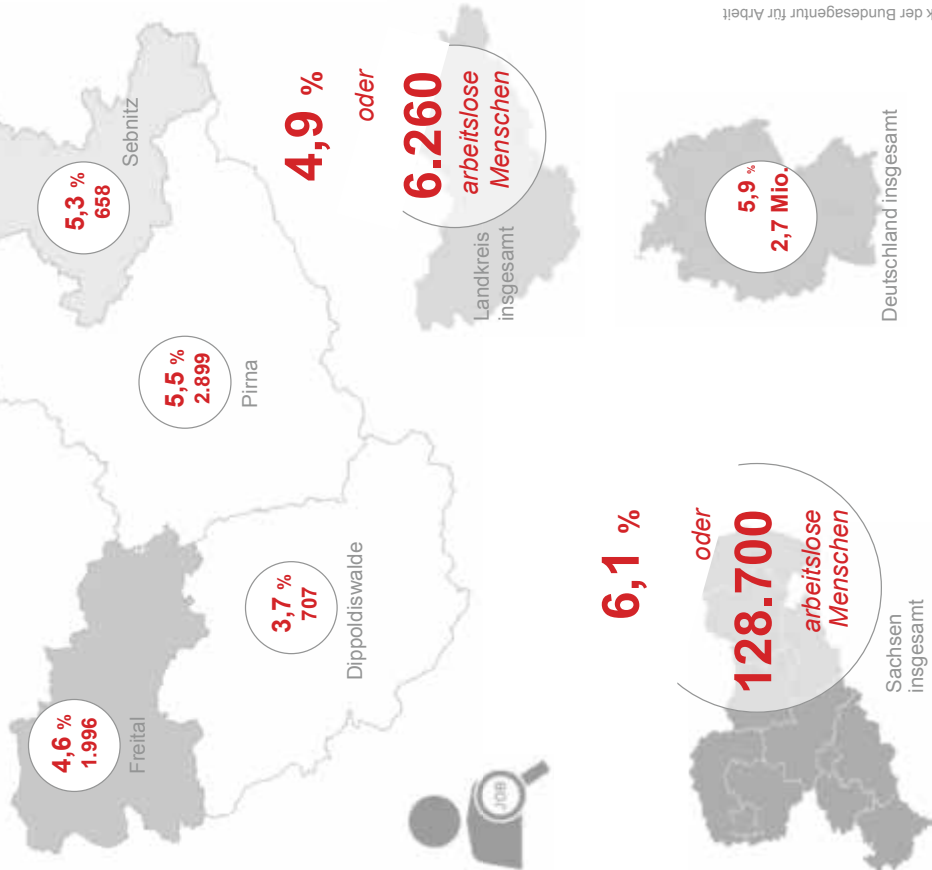 4,6 %
1.996
Freital
3,7 %
707
Dippoldiswalde
5,5 %
2.899
Pirna
5,3 %
658
Sebnitz
JOB
4,9 %
oder
6.260
arbeitslose
Menschen
Landkreis
insgesamt
6,1 %
oder
128.700
arbeitslose
Menschen
Sachsen
insgesamt
5,9 %
2,7 Mio.
Deutschland insgesamt
k der Bundesagentur für Arbeit